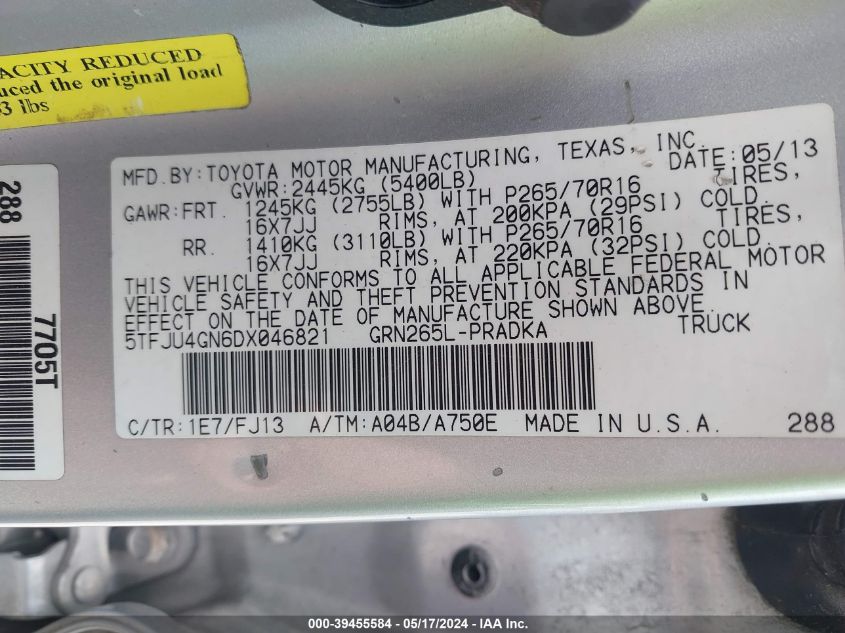 ACITY REDUCED
uced the original load
3 lbs
288
7705T
MFD.BY:TOYOTA MOTOR MANUFACTURING, TEXAS, INC.
DATE:05/13
GVWR:2445KG (5400LB)
GAWR:FRT. 1245KG (2755LB) WITH P265/70R16 TIRES,
16X7JJ RIMS, AT 200KPA (29PSI) COLD.
RR. 1410KG (3110LB) WITH P265/70R16 TIRES,
16X7JJ RIMS, AT 220KPA (32PSI) COLD.
THIS VEHICLE CONFORMS TO ALL APPLICABLE FEDERAL MOTOR
VEHICLE SAFETY AND THEFT PREVENTION STANDARDS IN
EFFECT ON THE DATE OF MANUFACTURE SHOWN ABOVE.
5TFJU4GN6DX046821 GRN265L-PRADKA TRUCK
C/TR:1E7/FJ13 A/TM:A04B/A750E MADE IN U.S.A. 288
000-39455584 - 05/17/2024 - IAA Inc.